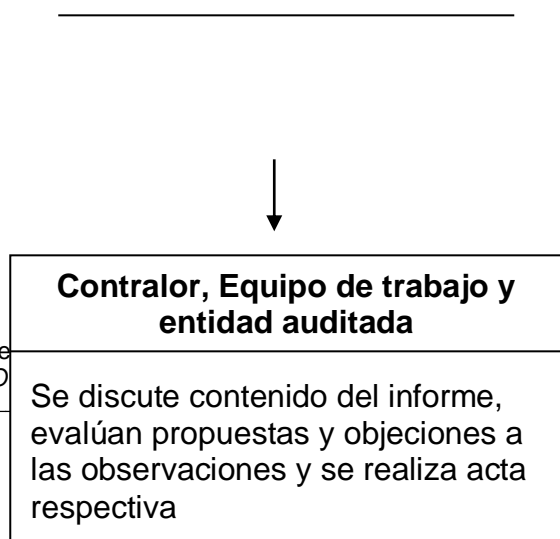 Contralor, Equipo de trabajo y
entidad auditada
Se discute contenido del informe,
evalúan propuestas y objeciones a
las observaciones y se realiza acta
respectiva